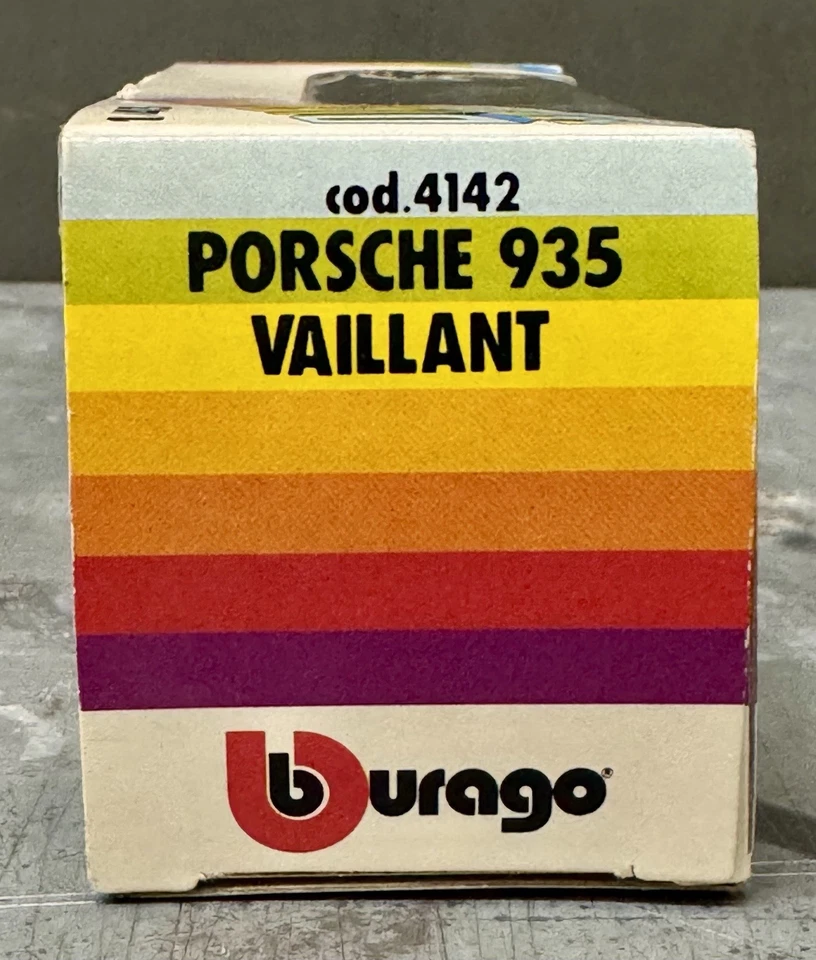 cod.4142
PORSCHE 935
VAILLANT
burago®